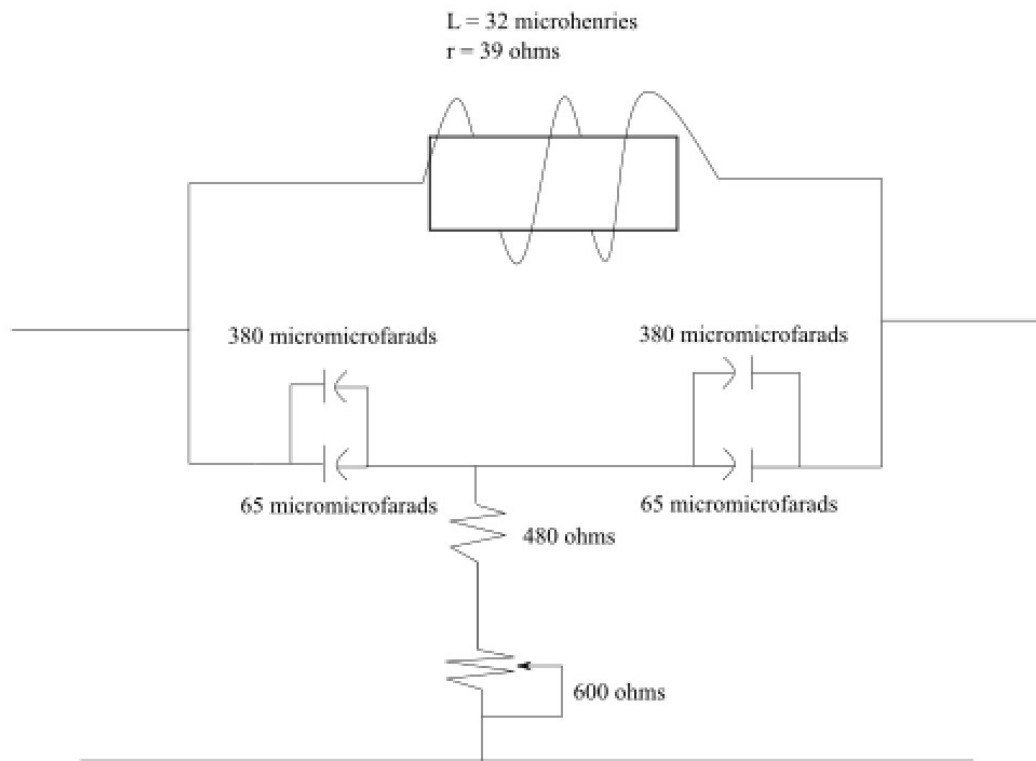 L = 32 microhenries
r = 39 ohms
380 micromicrofarads
380 micromicrofarads
65 micromicrofarads
65 micromicrofarads
480 ohms
600 ohms